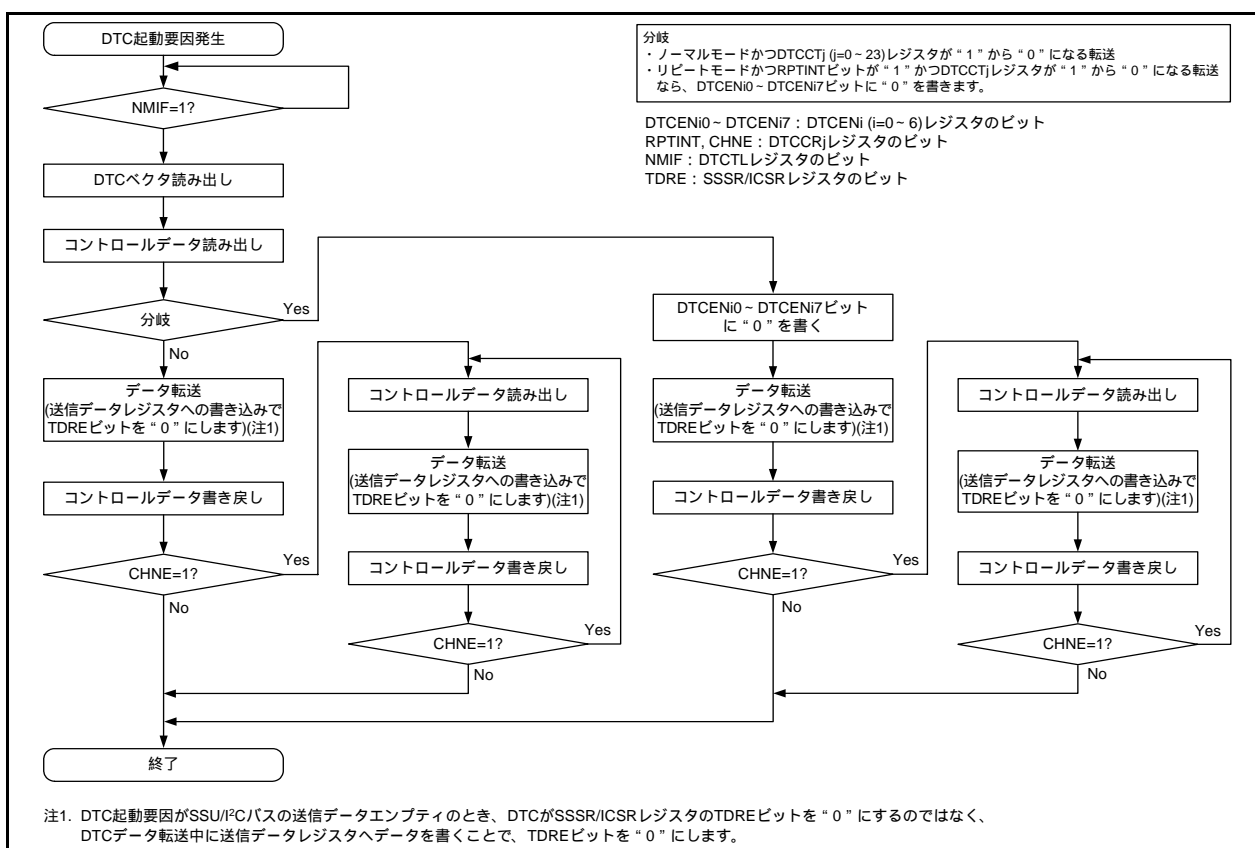 DTC起動要因発生
NMIF=1?
DTCベクタ読み出し
コントロールデータ読み出し
分岐
Yes
No
データ転送
(送信データレジスタへの書き込みで
TDREビットを“0”にします)(注1)
コントロールデータ書き戻し
CHNE=1?
Yes
No
コントロールデータ読み出し
データ転送
(送信データレジスタへの書き込みで
TDREビットを“0”にします)(注1)
コントロールデータ書き戻し
CHNE=1?
Yes
No
分岐
・ノーマルモードかつDTCCTj (j=0~23)レジスタが“1”から“0”になる転送
・リピートモードかつRPTINTビットが“1”かつDTCCTjレジスタが“1”から“0”になる転送
なら、DTCENi0~DTCENi7ビットに“0”を書きます。
DTCENi0~DTCENi7:DTCENi (i=0~6)レジスタのビット
RPTINT, CHNE:DTCCRjレジスタのビット
NMIF:DTCTLレジスタのビット
TDRE:SSSR/ICSRレジスタのビット
DTCENi0~DTCENi7ビット
に“0”を書く
データ転送
(送信データレジスタへの書き込みで
TDREビットを“0”にします)(注1)
コントロールデータ書き戻し
CHNE=1?
Yes
No
コントロールデータ読み出し
データ転送
(送信データレジスタへの書き込みで
TDREビットを“0”にします)(注1)
コントロールデータ書き戻し
CHNE=1?
Yes
No
終了
注1. DTC起動要因がSSU/I²Cバスの送信データエンプティのとき、DTCがSSSR/ICSRレジスタのTDREビットを“0”にするのではなく、
DTCデータ転送中に送信データレジスタへデータを書くことで、TDREビットを“0”にします。